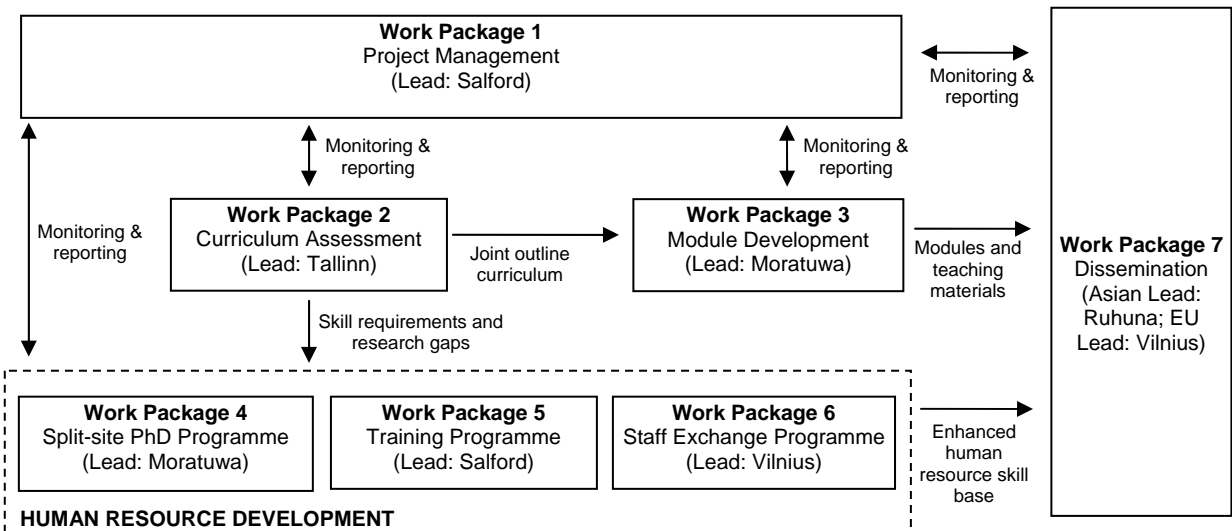 Work Package 1
Project Management
(Lead: Salford)
Monitoring &
reporting
Monitoring &
reporting
Monitoring &
reporting
Monitoring &
reporting
Work Package 2
Curriculum Assessment
(Lead: Tallinn)
Joint outline
curriculum
Work Package 3
Module Development
(Lead: Moratuwa)
Modules and
teaching
materials
Work Package 7
Dissemination
(Asian Lead:
Ruhuna; EU
Lead: Vilnius)
Skill requirements and
research gaps
Work Package 4
Split-site PhD Programme
(Lead: Moratuwa)
Work Package 5
Training Programme
(Lead: Salford)
Work Package 6
Staff Exchange Programme
(Lead: Vilnius)
Enhanced
human
resource skill
base
HUMAN RESOURCE DEVELOPMENT